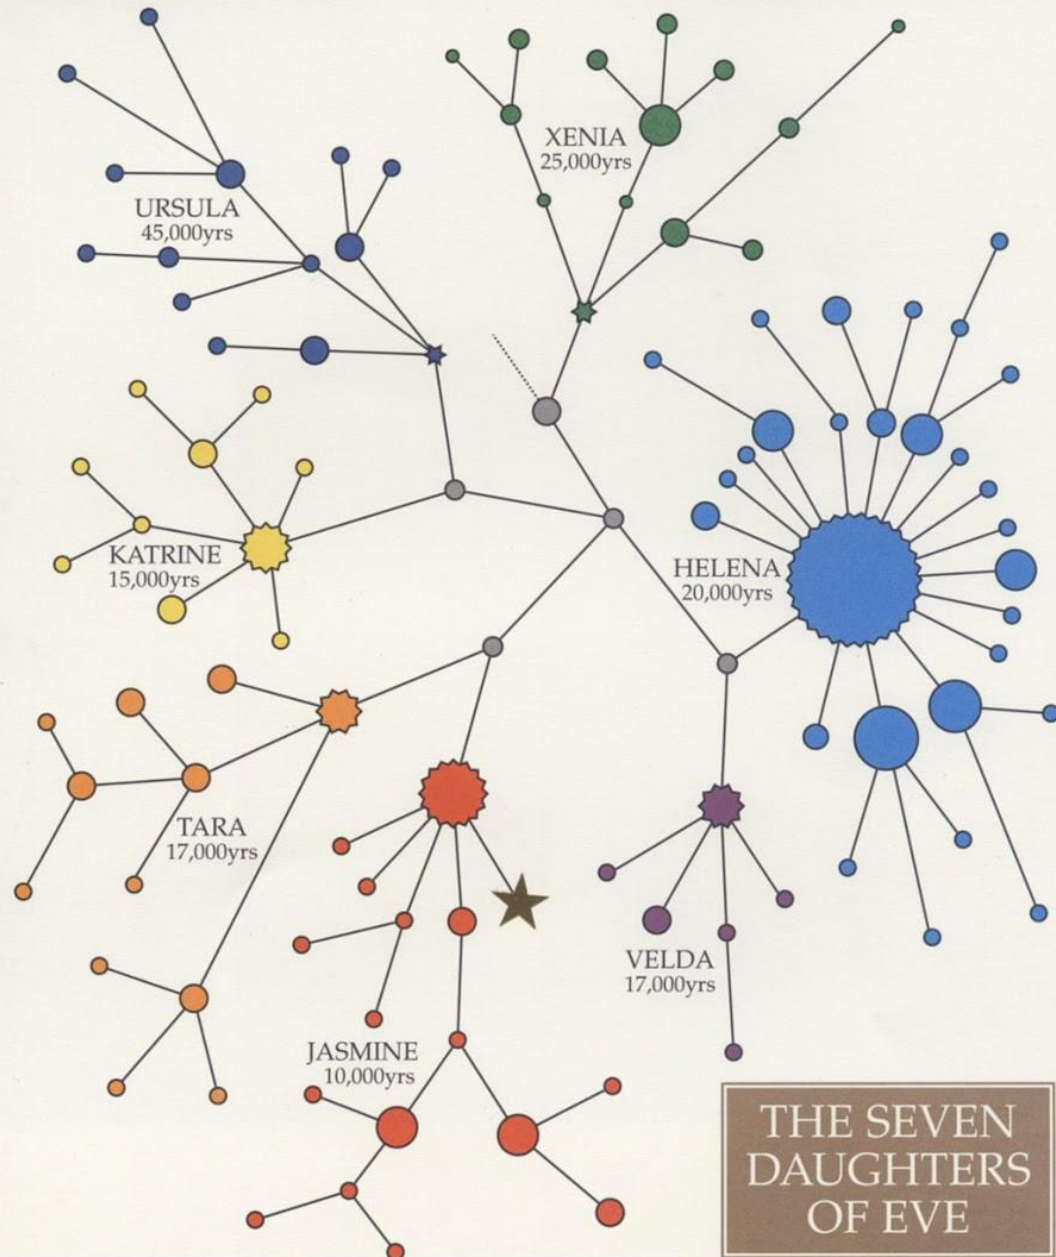 XENIA
25,000yrs
URSULA
45,000yrs
KATRINE
15,000yrs
HELENA
20,000yrs
TARA
17,000yrs
VELDA
17,000yrs
JASMINE
10,000yrs
THE SEVEN
DAUGHTERS
OF EVE